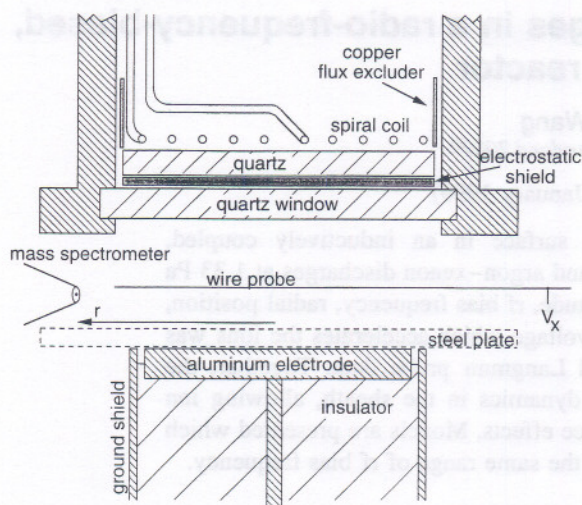 copper
flux excluder
spiral coil
quartz
electrostatic
shield
quartz window
mass spectrometer
wire probe
r
x
steel plate
aluminum electrode
ground shield
insulator